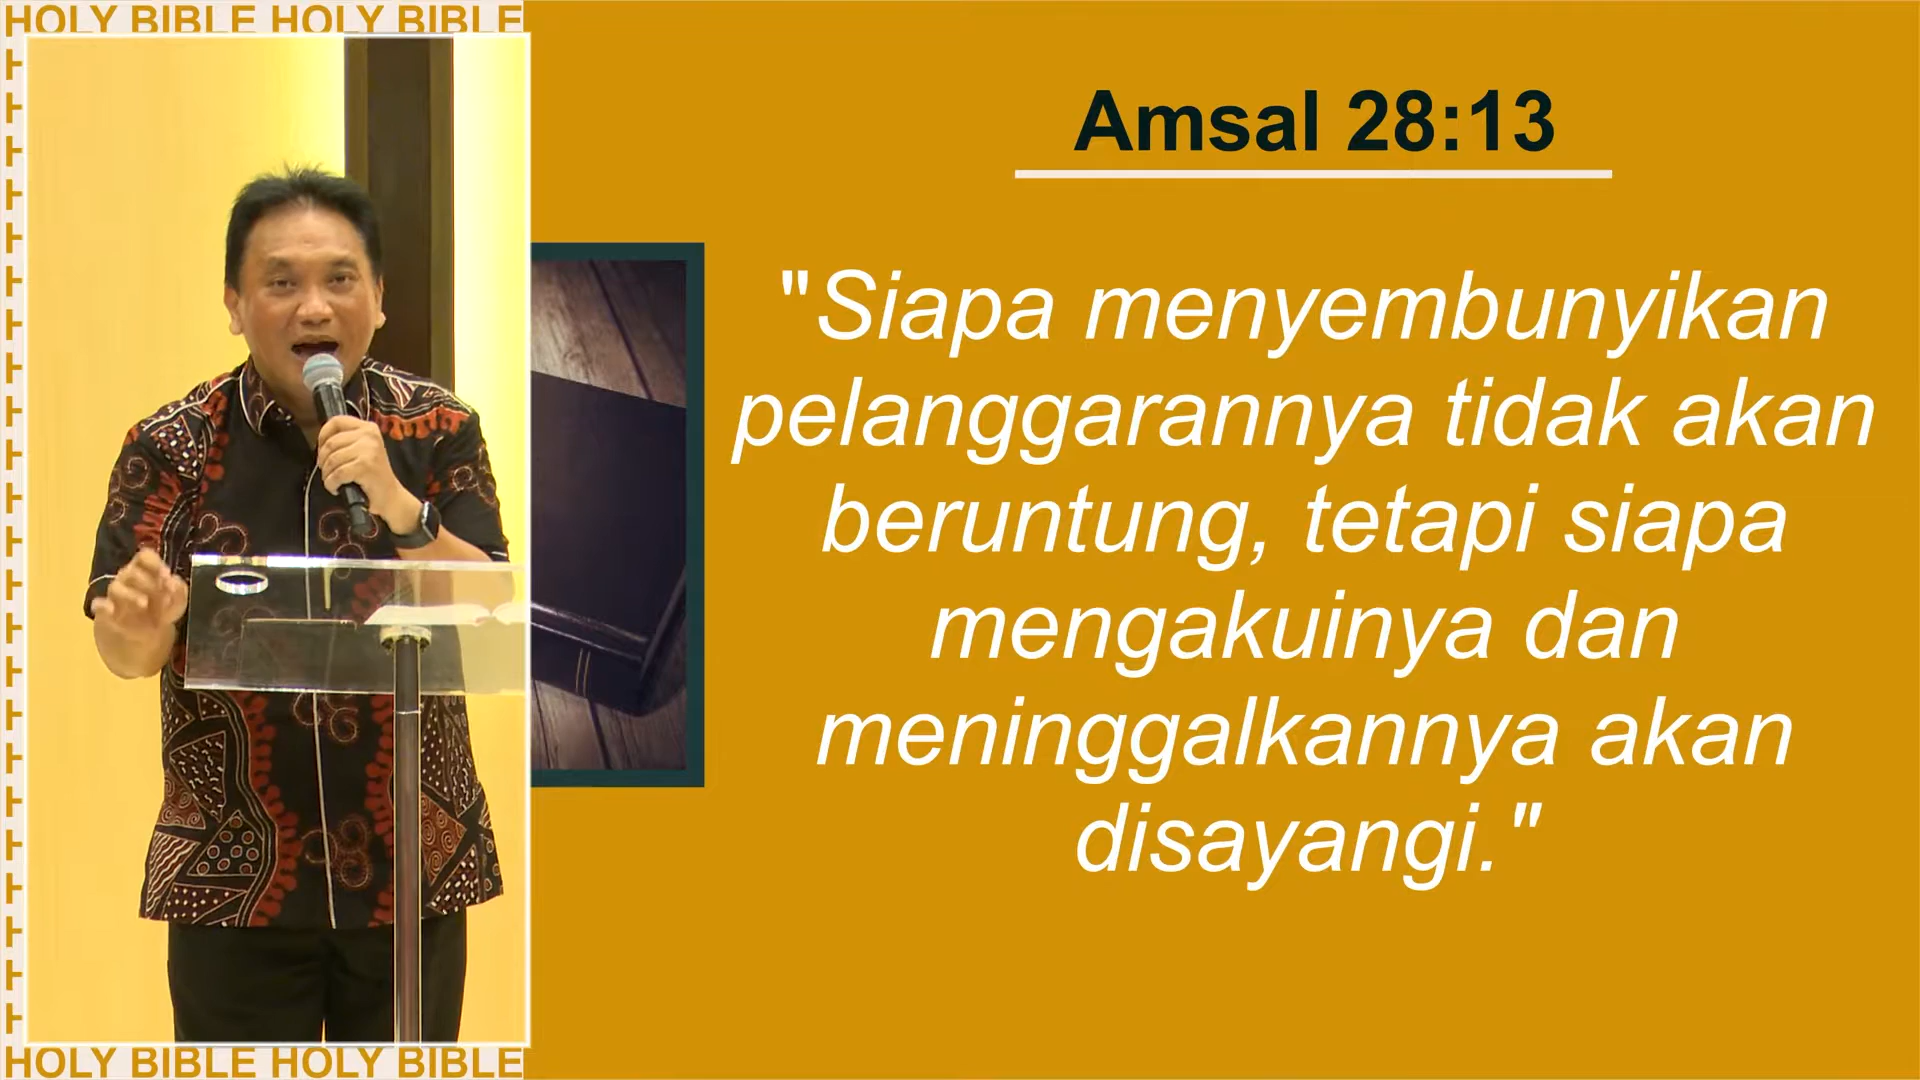 HOLY BIBLE HOLY BIBLE
Amsal 28:13
"Siapa menyembunyikan
pelanggarannya tidak akan
beruntung, tetapi siapa
mengakuinya dan
meninggalkannya akan
disayangi."
HOLY BIBLE HOLY BIBLE